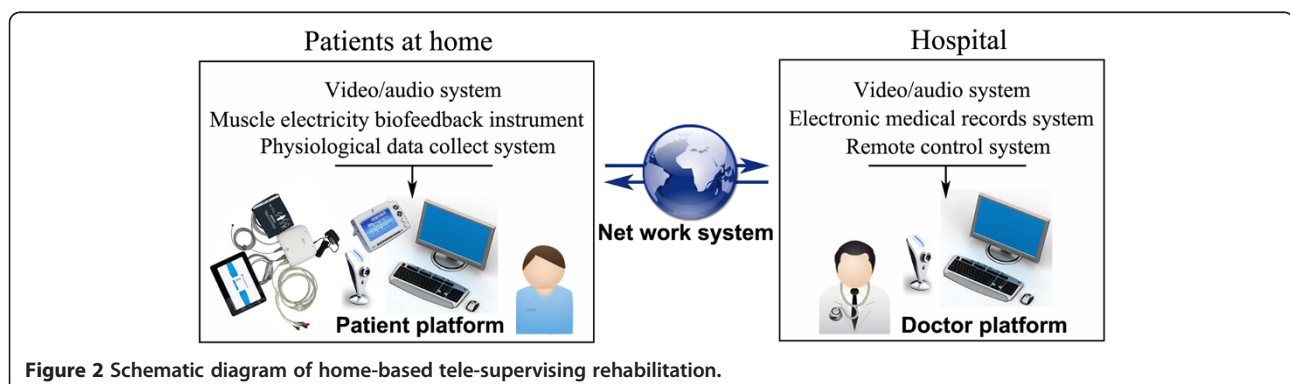 Patients at home
Hospital
Video/audio system
Muscle electricity biofeedback instrument
Physiological data collect system
Patient platform
Net work system
Video/audio system
Electronic medical records system
Remote control system
Doctor platform
Figure 2 Schematic diagram of home-based tele-supervising rehabilitation.